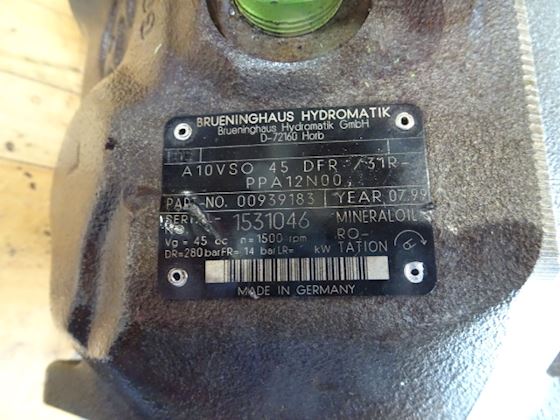 BRUENINGHAUS HYDROMATIK
Brueninghaus Hydromatik GmbH
D-72160 Horb
A10VSO 45 DFR /31R-
PPA12N00
PART-NO. 00939183 YEAR 07.99
SERIAL- 1531046 MINERALOIL
Vg = 45 cc n= 1500 rpm RO-
DR=280 bar FR= 14 bar LR= kW TATION
MADE IN GERMANY